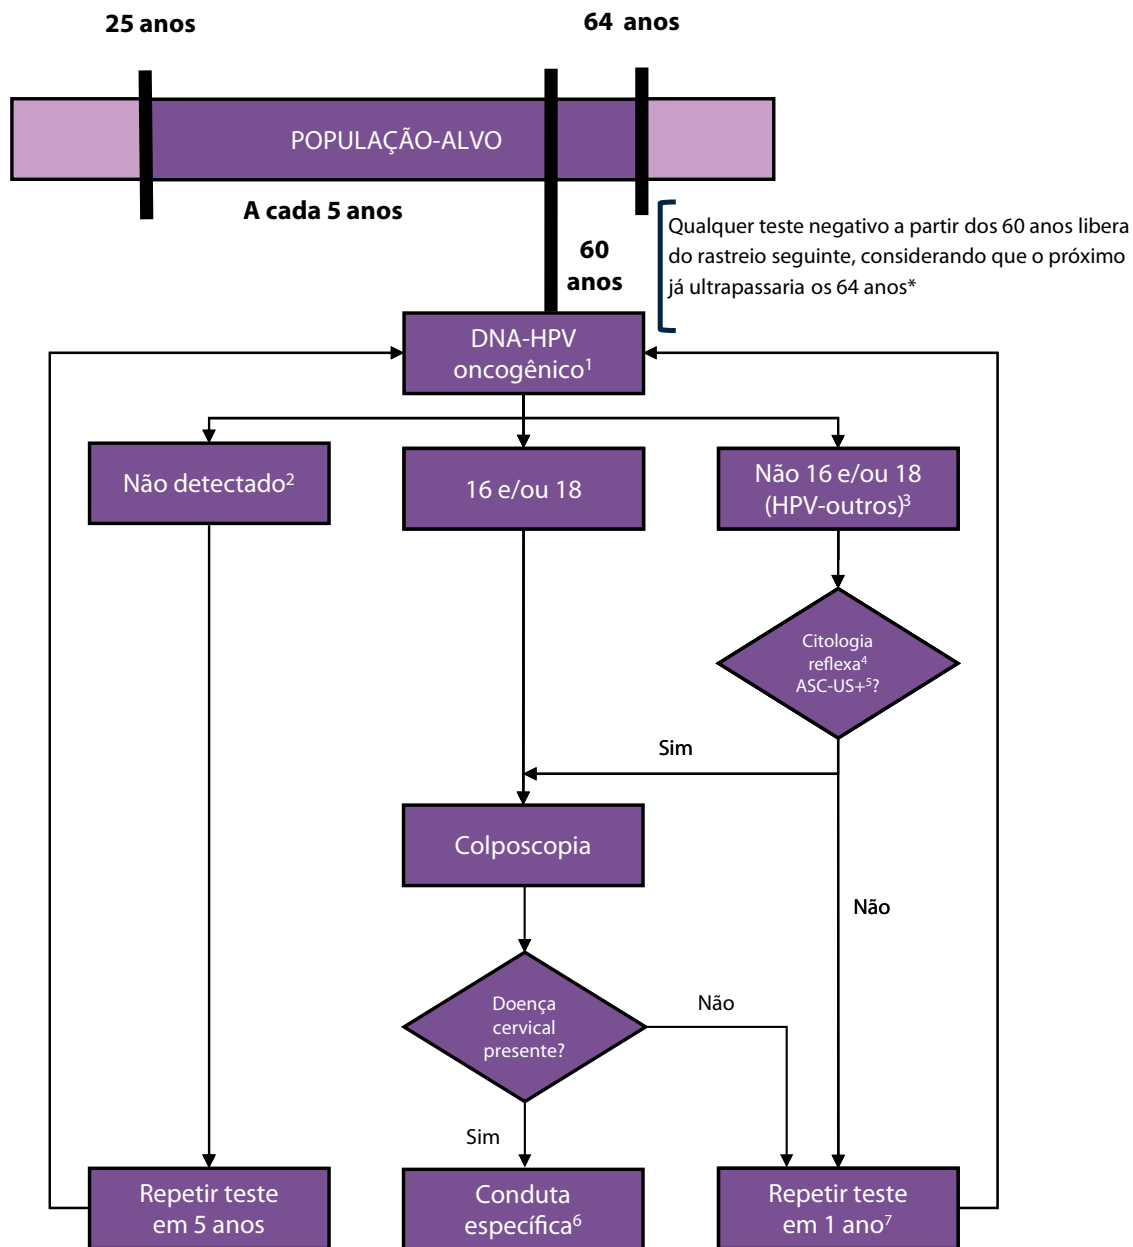 25 anos
64 anos
POPULAÇÃO-ALVO
A cada 5 anos
60
anos
Qualquer teste negativo a partir dos 60 anos libera
do rastreio seguinte, considerando que o próximo
já ultrapassaria os 64 anos*
DNA-HPV
oncogênico¹
Não detectado²
16 e/ou 18
Não 16 e/ou 18
(HPV-outros)³
Citologia
reflexa⁴
ASC-US+⁵?
Sim
Colposcopia
Não
Doença
cervical
presente?
Não
Sim
Repetir teste
em 5 anos
Conduta
específica⁶
Repetir teste
em 1 ano⁷